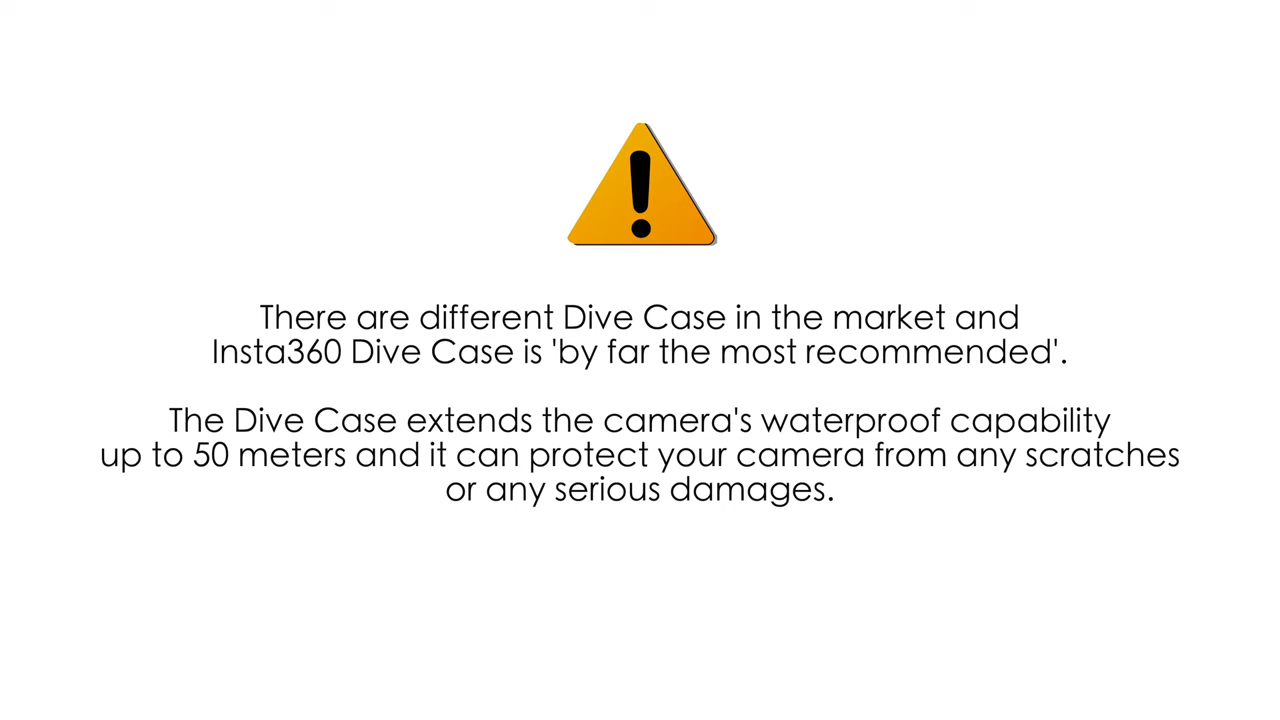 There are different Dive Case in the market and
Insta360 Dive Case is 'by far the most recommended'.
The Dive Case extends the camera's waterproof capability
up to 50 meters and it can protect your camera from any scratches
or any serious damages.